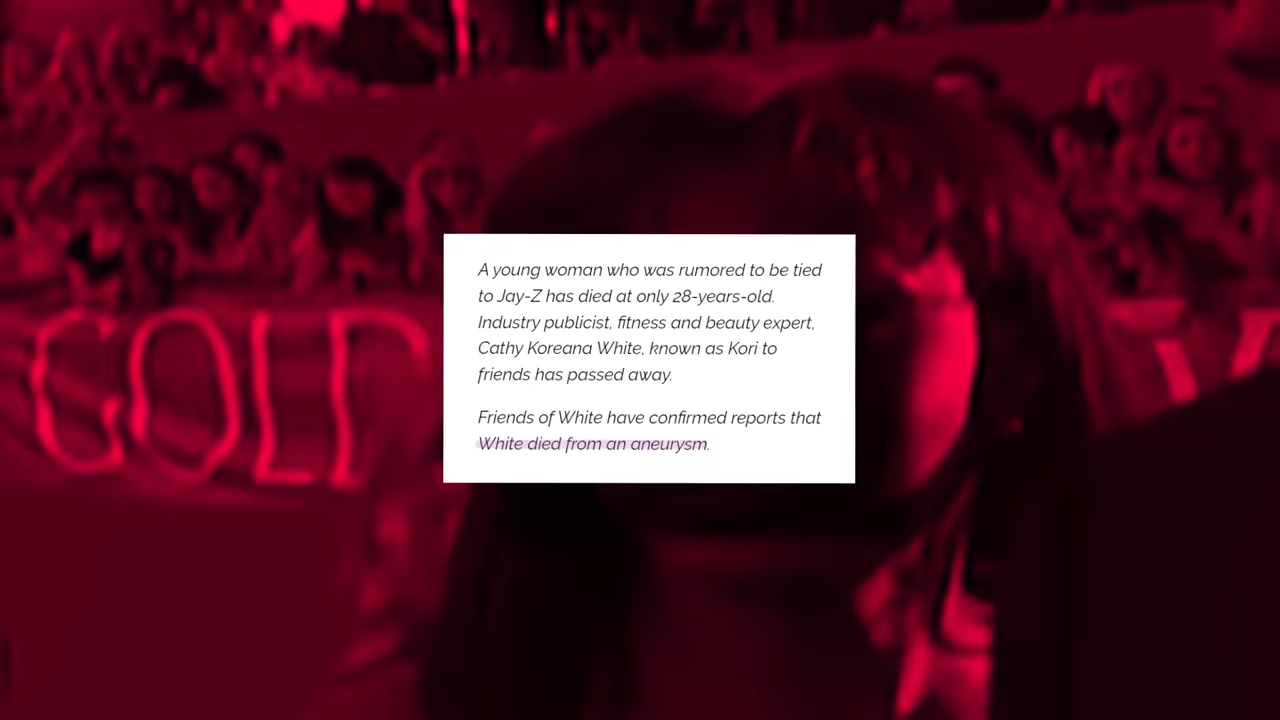 GOLD
A young woman who was rumored to be tied
to Jay-Z has died at only 28-years-old.
Industry publicist, fitness and beauty expert,
Cathy Koreana White, known as Kori to
friends has passed away.
Friends of White have confirmed reports that
White died from an aneurysm.